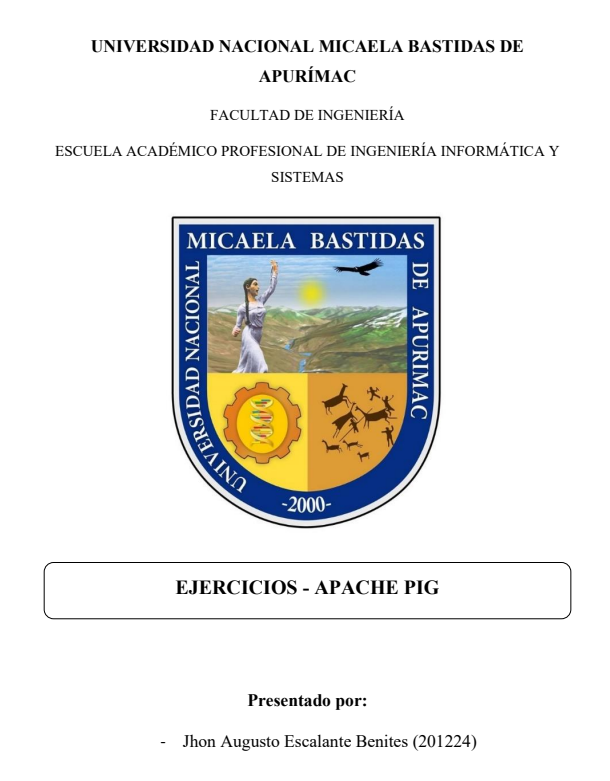 UNIVERSIDAD NACIONAL MICAELA BASTIDAS DE
APURÍMAC
FACULTAD DE INGENIERÍA
ESCUELA ACADÉMICO PROFESIONAL DE INGENIERÍA INFORMÁTICA Y
SISTEMAS
UNIVERSIDAD NACIONAL
MICAELA BASTIDAS
DE APURIMAC
-2000-
EJERCICIOS - APACHE PIG
Presentado por:
- Jhon Augusto Escalante Benites (201224)